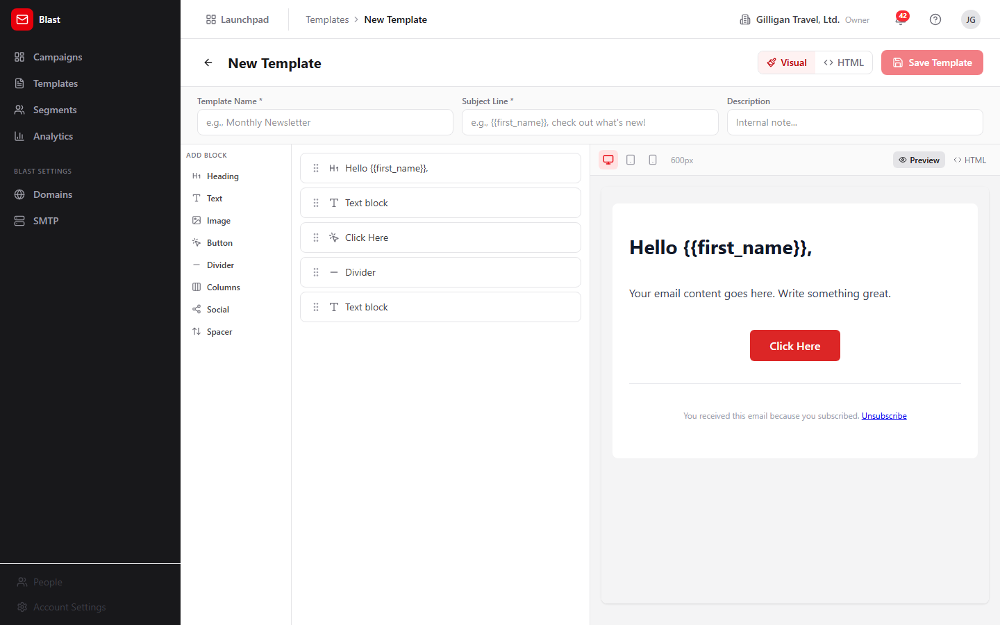 Blast
Campaigns
Templates
Segments
Analytics
BLAST SETTINGS
Domains
SMTP
People
Account Settings
Launchpad
Templates > New Template
Gilligan Travel, Ltd. Owner
42
JG
New Template
Visual
HTML
Save Template
Template Name *
e.g., Monthly Newsletter
Subject Line *
e.g., {{first_name}}, check out what's new!
Description
Internal note...
ADD BLOCK
H1 Heading
Text
Image
Button
Divider
Columns
Social
Spacer
H1 Hello {{first_name}},
Text block
Click Here
Divider
Text block
600px
Preview
HTML
Hello {{first_name}},
Your email content goes here. Write something great.
Click Here
You received this email because you subscribed. Unsubscribe